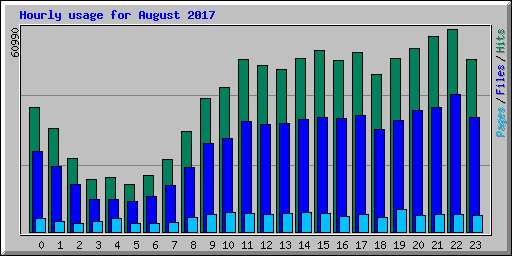 Hourly usage for August 2017
60990
Pages / Files / Hits
0 1 2 3 4 5 6 7 8 9 10 11 12 13 14 15 16 17 18 19 20 21 22 23